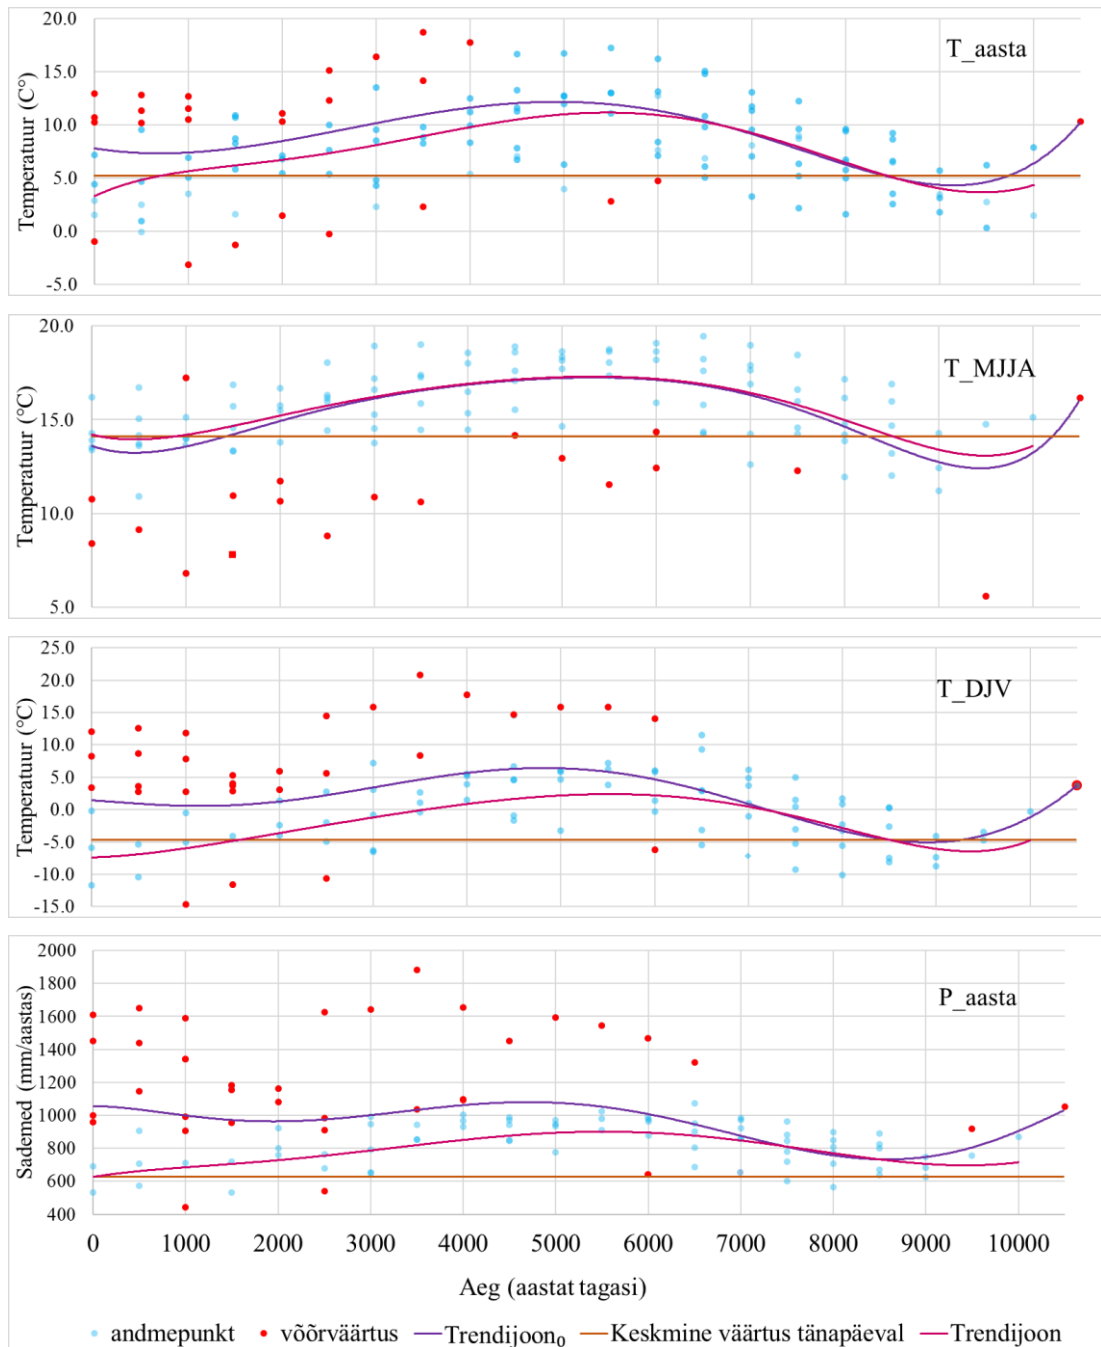 20.0
T_aasta
15.0
10.0
5.0
0.0
-5.0
Temperatuur (C°)
20.0
T_MJJA
15.0
10.0
5.0
Temperatuur (°C)
25.0
20.0
T_DJV
15.0
10.0
5.0
0.0
-5.0
-10.0
-15.0
Temperatuur (°C)
2000
1800
P_aasta
1600
1400
1200
1000
800
600
400
Sademed (mm/aastas)
0 1000 2000 3000 4000 5000 6000 7000 8000 9000 10000
Aeg (aastat tagasi)
andmepunkt võõrväärtus Trendijoon₀ Keskmine väärtus tänapäeval Trendijoon